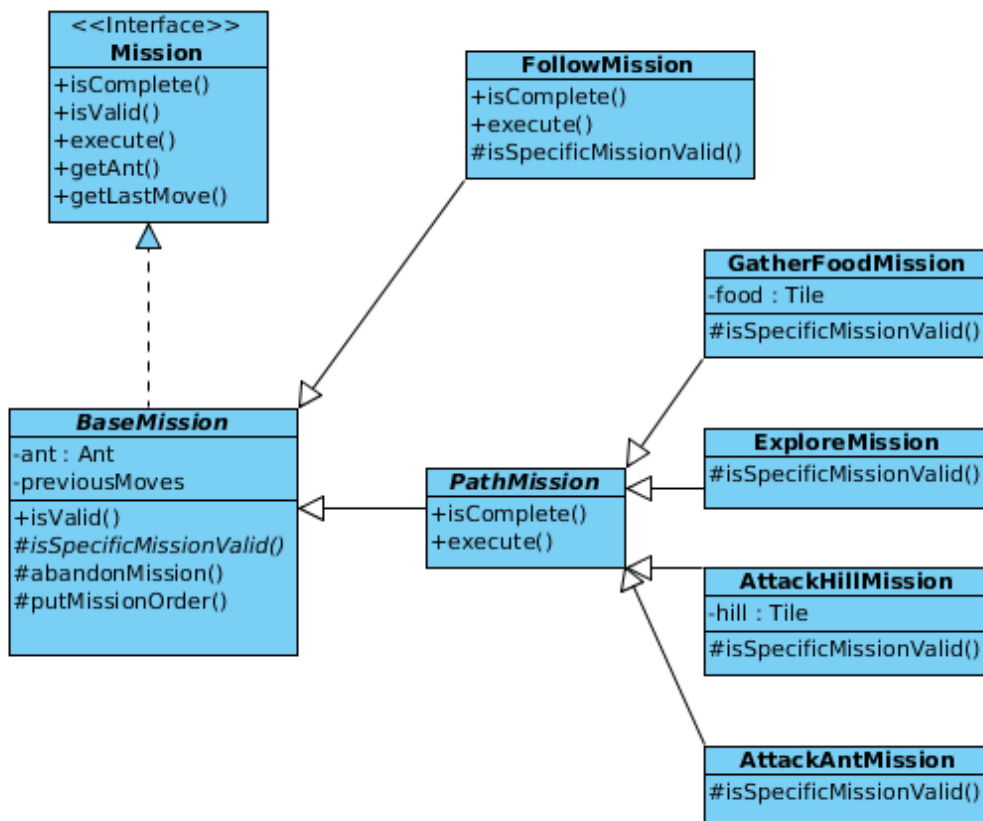 <<Interface>>
Mission
+isComplete()
+isValid()
+execute()
+getAnt()
+getLastMove()
FollowMission
+isComplete()
+execute()
#isSpecificMissionValid()
GatherFoodMission
-food : Tile
#isSpecificMissionValid()
BaseMission
-ant : Ant
-previousMoves
+isValid()
#isSpecificMissionValid()
#abandonMission()
#putMissionOrder()
PathMission
+isComplete()
+execute()
ExploreMission
#isSpecificMissionValid()
AttackHillMission
-hill : Tile
#isSpecificMissionValid()
AttackAntMission
#isSpecificMissionValid()